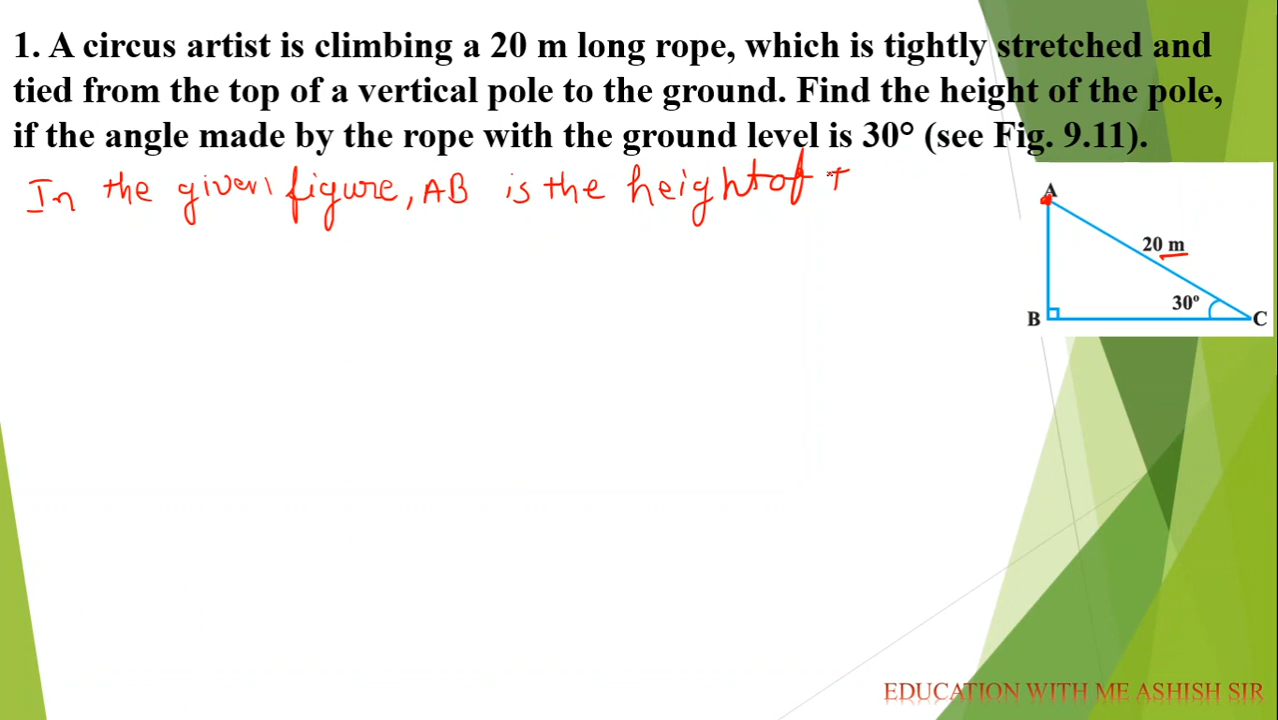 1. A circus artist is climbing a 20 m long rope, which is tightly stretched and
tied from the top of a vertical pole to the ground. Find the height of the pole,
if the angle made by the rope with the ground level is 30° (see Fig. 9.11).
In the given figure, AB is the height of t
A
20 m
30°
B
C
EDUCATION WITH ME ASHISH SIR